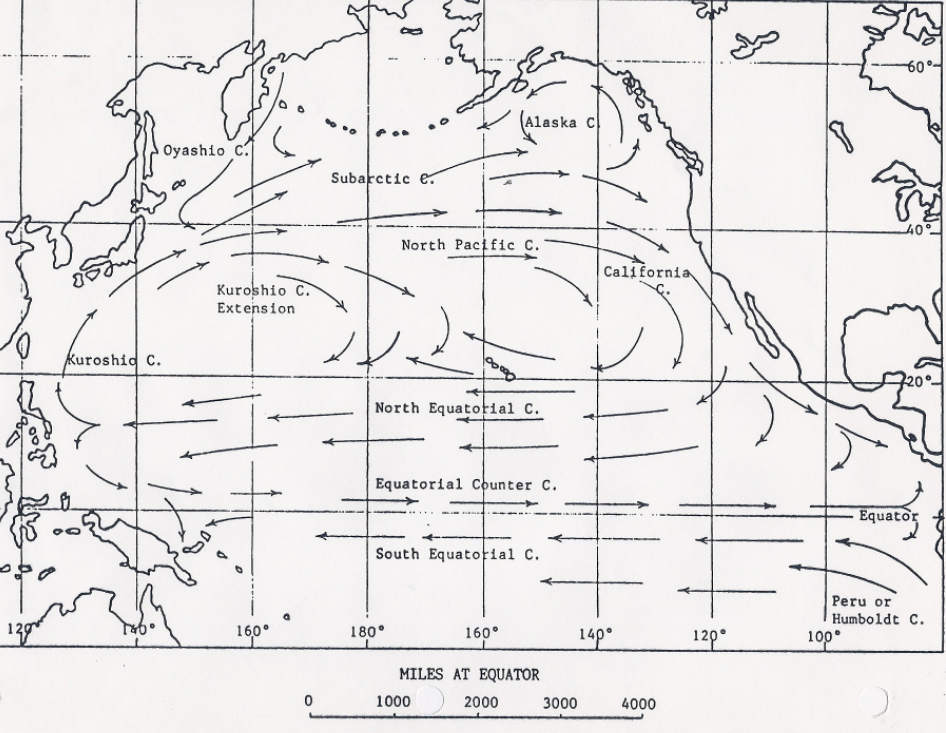 60°
Alaska C.
Oyashio C.
Subarctic C.
40°
North Pacific C.
California
C.
Kuroshio C.
Extension
Kuroshio C.
20°
North Equatorial C.
Equatorial Counter C.
Equator
South Equatorial C.
Peru or
Humboldt C.
120° 140° 160° 180° 160° 140° 120° 100°
MILES AT EQUATOR
0 1000 2000 3000 4000